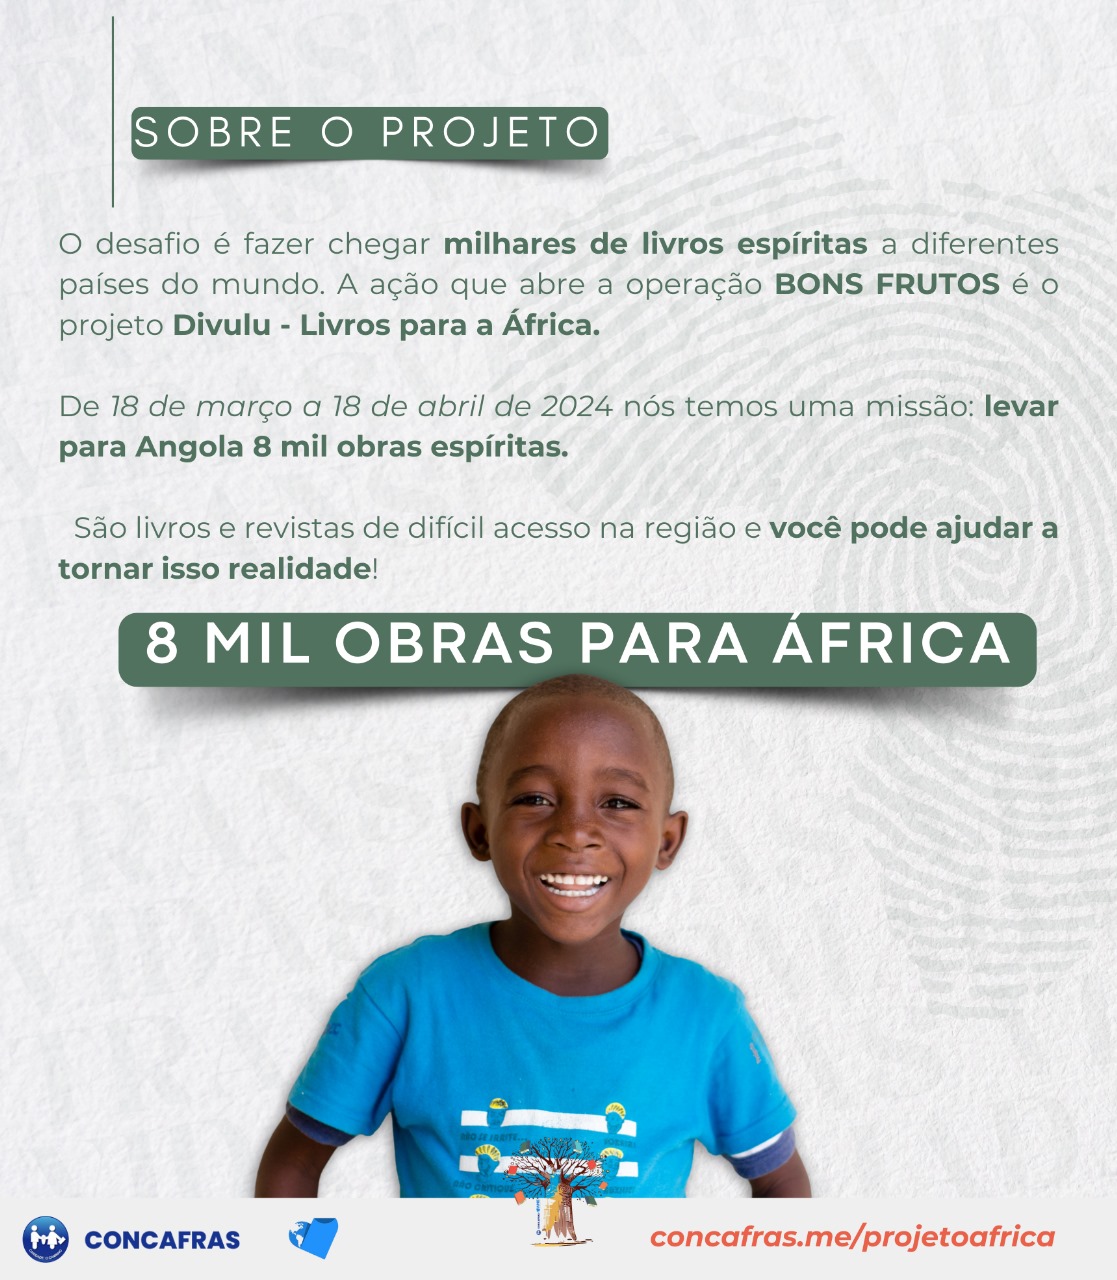 SOBRE O PROJETO
O desafio é fazer chegar milhares de livros espíritas a diferentes
países do mundo. A ação que abre a operação BONS FRUTOS é o
projeto Divulu - Livros para a África.
De 18 de março a 18 de abril de 2024 nós temos uma missão: levar
para Angola 8 mil obras espíritas.
São livros e revistas de difícil acesso na região e você pode ajudar a
tornar isso realidade!
8 MIL OBRAS PARA ÁFRICA
CONCAFRAS
concafras.me/projetoafrica